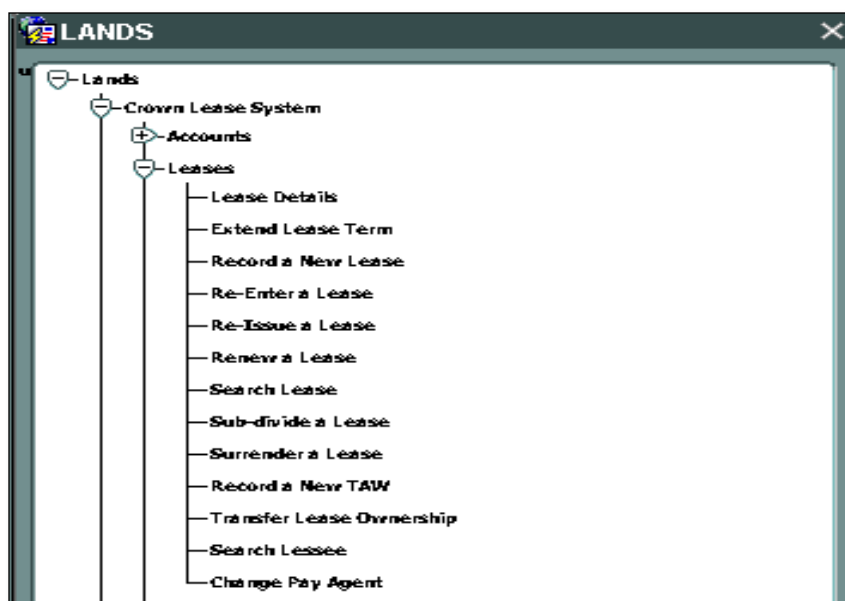 LANDS
Lands
Crown Lease System
Accounts
Leases
Lease Details
Extend Lease Term
Record a New Lease
Re-Enter a Lease
Re-Issue a Lease
Renew a Lease
Search Lease
Sub-divide a Lease
Surrender a Lease
Record a New TAW
Transfer Lease Ownership
Search Lessee
Change Pay Agent